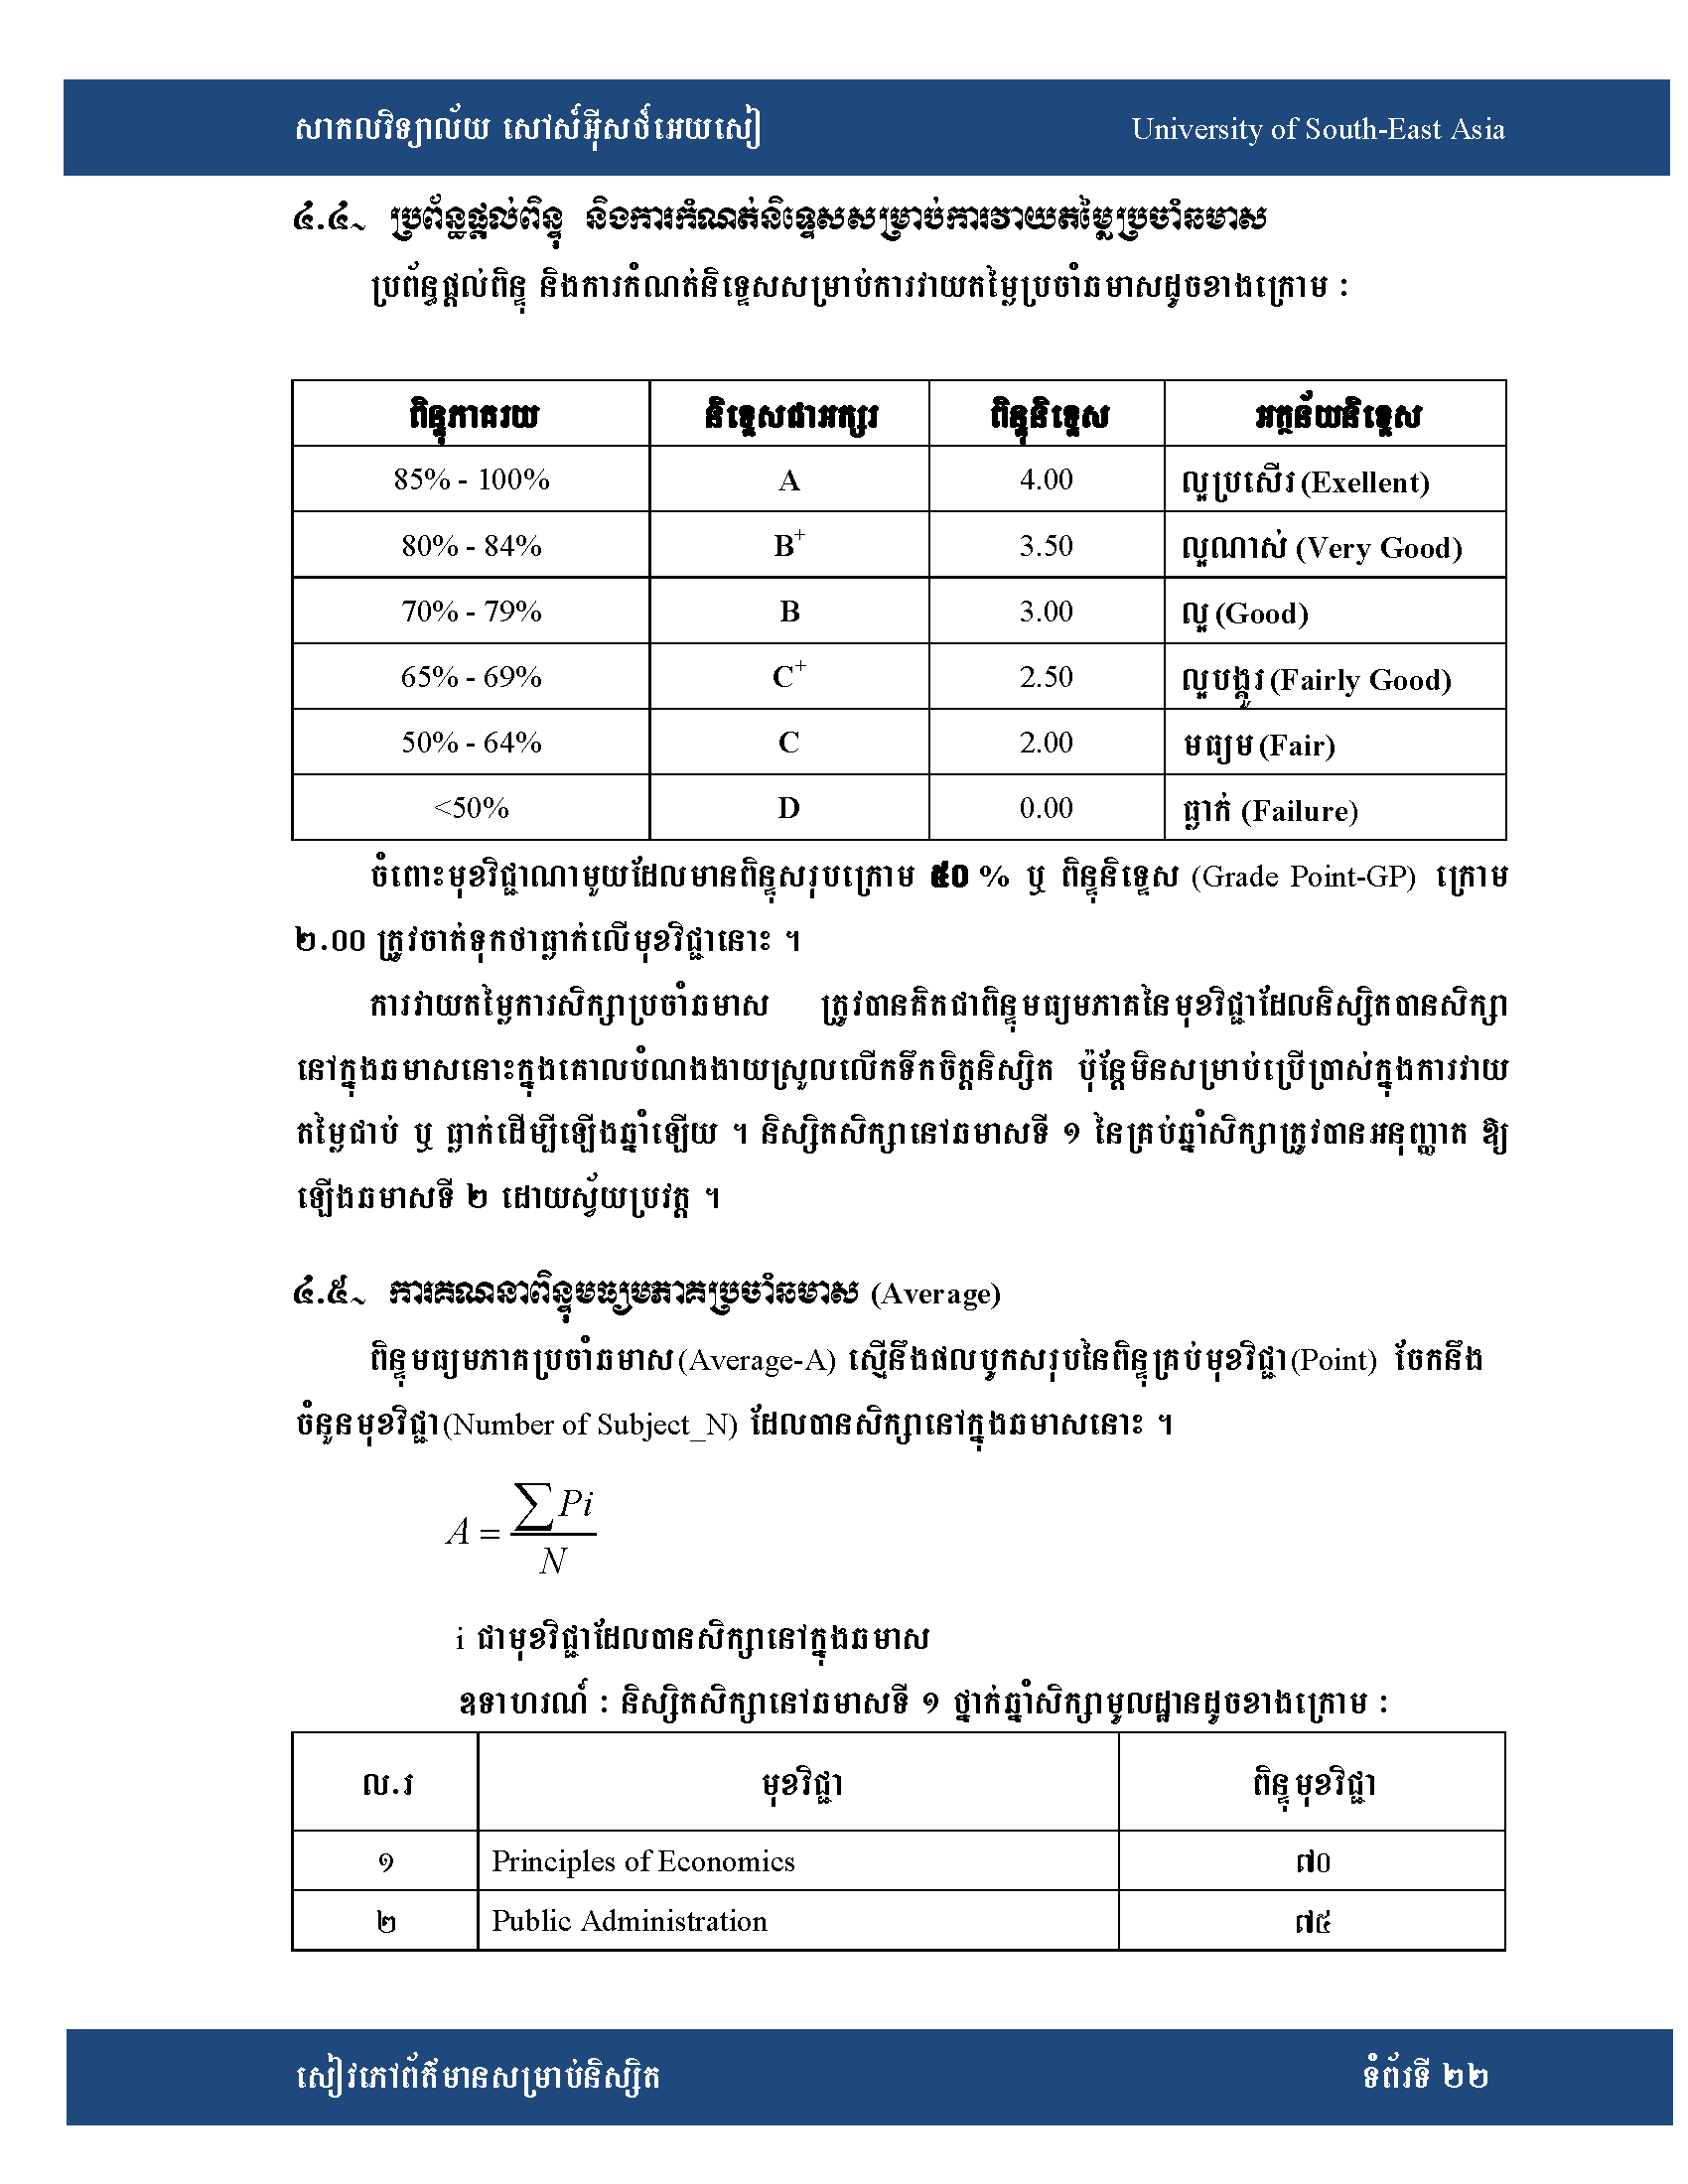 សាកលវិទ្យាល័យ សៅស៍អ៊ីសថ៍អេយសៀ University of South-East Asia
៤.៤~ ប្រព័ន្ធផ្តល់ពិន្ទុ និងការកំណត់និទ្ទេសសម្រាប់ការវាយតម្លៃប្រចាំឆមាស
ប្រព័ន្ធផ្តល់ពិន្ទុ និងការកំណត់និទ្ទេសសម្រាប់ការវាយតម្លៃប្រចាំឆមាសដូចខាងក្រោម ៖
ពិន្ទុភាគរយ និទ្ទេសជាអក្សរ ពិន្ទុនិទ្ទេស អត្ថន័យនិទ្ទេស
85% - 100% A 4.00 ល្អប្រសើរ (Exellent)
80% - 84% B+ 3.50 ល្អណាស់ (Very Good)
70% - 79% B 3.00 ល្អ (Good)
65% - 69% C+ 2.50 ល្អបង្គួរ (Fairly Good)
50% - 64% C 2.00 មធ្យម (Fair)
<50% D 0.00 ធ្លាក់ (Failure)
ចំពោះមុខវិជ្ជាណាមួយដែលមានពិន្ទុសរុបក្រោម ៥០ % ឬ ពិន្ទុនិទ្ទេស (Grade Point-GP) ក្រោម
២.០០ ត្រូវចាត់ទុកថាធ្លាក់លើមុខវិជ្ជានោះ ។
ការវាយតម្លៃការសិក្សាប្រចាំឆមាស ត្រូវបានគិតជាពិន្ទុមធ្យមភាគនៃមុខវិជ្ជាដែលនិស្សិតបានសិក្សា
នៅក្នុងឆមាសនោះក្នុងគោលបំណងងាយស្រួលលើកទឹកចិត្តនិស្សិត ប៉ុន្តែមិនសម្រាប់ប្រើប្រាស់ក្នុងការវាយ
តម្លៃជាប់ ឬ ធ្លាក់ដើម្បីឡើងឆ្នាំឡើយ ។ និស្សិតសិក្សានៅឆមាសទី ១ នៃគ្រប់ឆ្នាំសិក្សាត្រូវបានអនុញ្ញាត ឱ្យ
ឡើងឆមាសទី ២ ដោយស្វ័យប្រវត្ត ។
៤.៥~ ការគណនាពិន្ទុមធ្យមភាគប្រចាំឆមាស (Average)
ពិន្ទុមធ្យមភាគប្រចាំឆមាស(Average-A) ស្មើនឹងផលបូកសរុបនៃពិន្ទុគ្រប់មុខវិជ្ជា(Point) ចែកនឹង
ចំនួនមុខវិជ្ជា(Number of Subject_N) ដែលបានសិក្សានៅក្នុងឆមាសនោះ ។
A = ∑Pi / N
i ជាមុខវិជ្ជាដែលបានសិក្សានៅក្នុងឆមាស
ឧទាហរណ៍ ៖ និស្សិតសិក្សានៅឆមាសទី ១ ថ្នាក់ឆ្នាំសិក្សាមូលដ្ឋានដូចខាងក្រោម ៖
ល.រ មុខវិជ្ជា ពិន្ទុមុខវិជ្ជា
១ Principles of Economics ៧០
២ Public Administration ៧៥
សៀវភៅព័ត៌មានសម្រាប់និស្សិត ទំព័រទី ២២